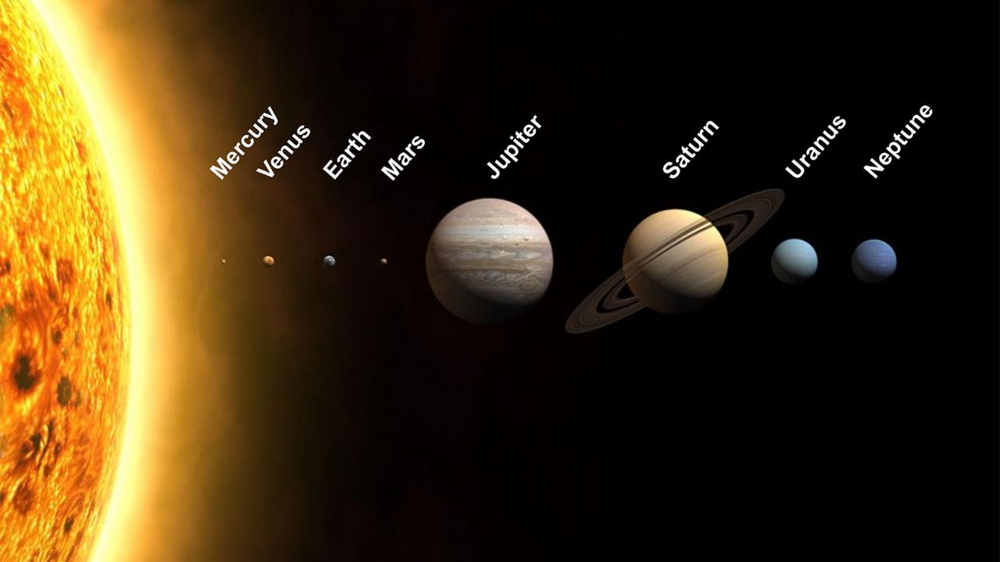 Mercury
Venus
Earth
Mars
Jupiter
Saturn
Uranus
Neptune